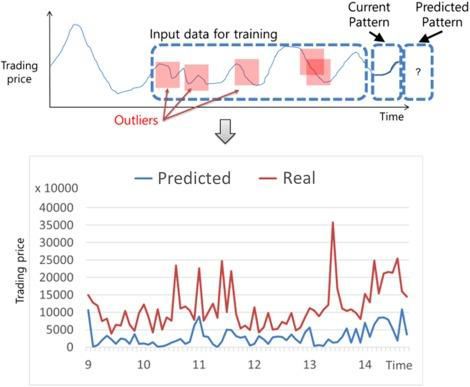 Current
Pattern
Predicted
Pattern
Input data for training
Trading
price
?
Outliers
Time
x 10000
Predicted
Real
Trading price
40000
35000
30000
25000
20000
15000
10000
5000
0
9 10 11 12 13 14 Time